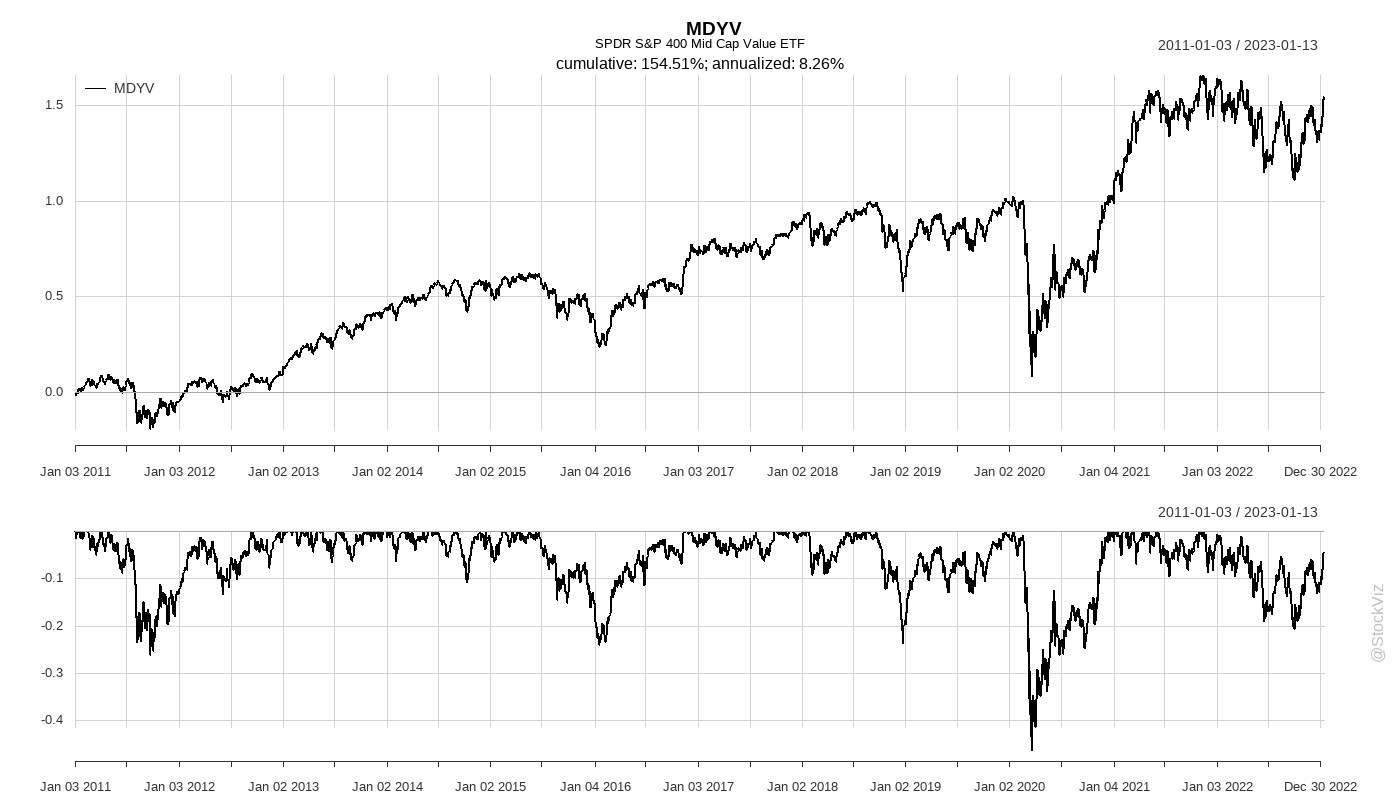 MDYV
SPDR S&P 400 Mid Cap Value ETF
2011-01-03 / 2023-01-13
cumulative: 154.51%; annualized: 8.26%
MDYV
1.5
1.0
0.5
0.0
Jan 03 2011 Jan 03 2012 Jan 02 2013 Jan 02 2014 Jan 02 2015 Jan 04 2016 Jan 03 2017 Jan 02 2018 Jan 02 2019 Jan 02 2020 Jan 04 2021 Jan 03 2022 Dec 30 2022
2011-01-03 / 2023-01-13
-0.1
-0.2
-0.3
-0.4
@StockViz
Jan 03 2011 Jan 03 2012 Jan 02 2013 Jan 02 2014 Jan 02 2015 Jan 04 2016 Jan 03 2017 Jan 02 2018 Jan 02 2019 Jan 02 2020 Jan 04 2021 Jan 03 2022 Dec 30 2022